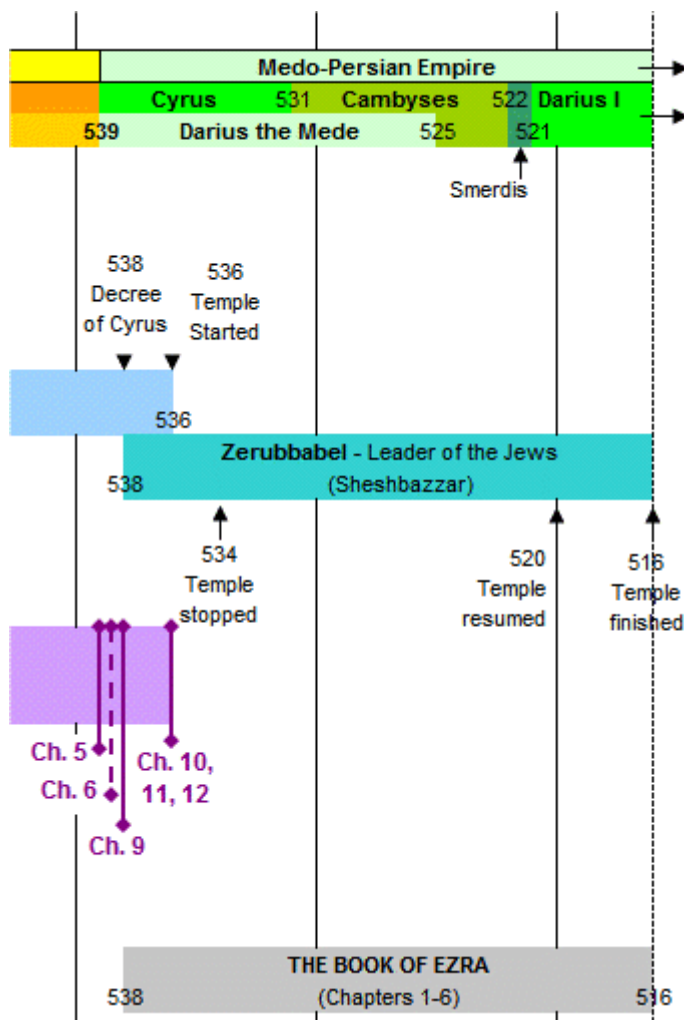 Medo-Persian Empire
Cyrus 531 Cambyses 522 Darius I
539 Darius the Mede 525 521
Smerdis
538
Decree
of Cyrus
536
Temple
Started
536
Zerubbabel - Leader of the Jews
538 (Sheshbazzar)
534
Temple
stopped
520
Temple
resumed
516
Temple
finished
Ch. 5
Ch. 6
Ch. 9
Ch. 10,
11, 12
THE BOOK OF EZRA
538 (Chapters 1-6) 516